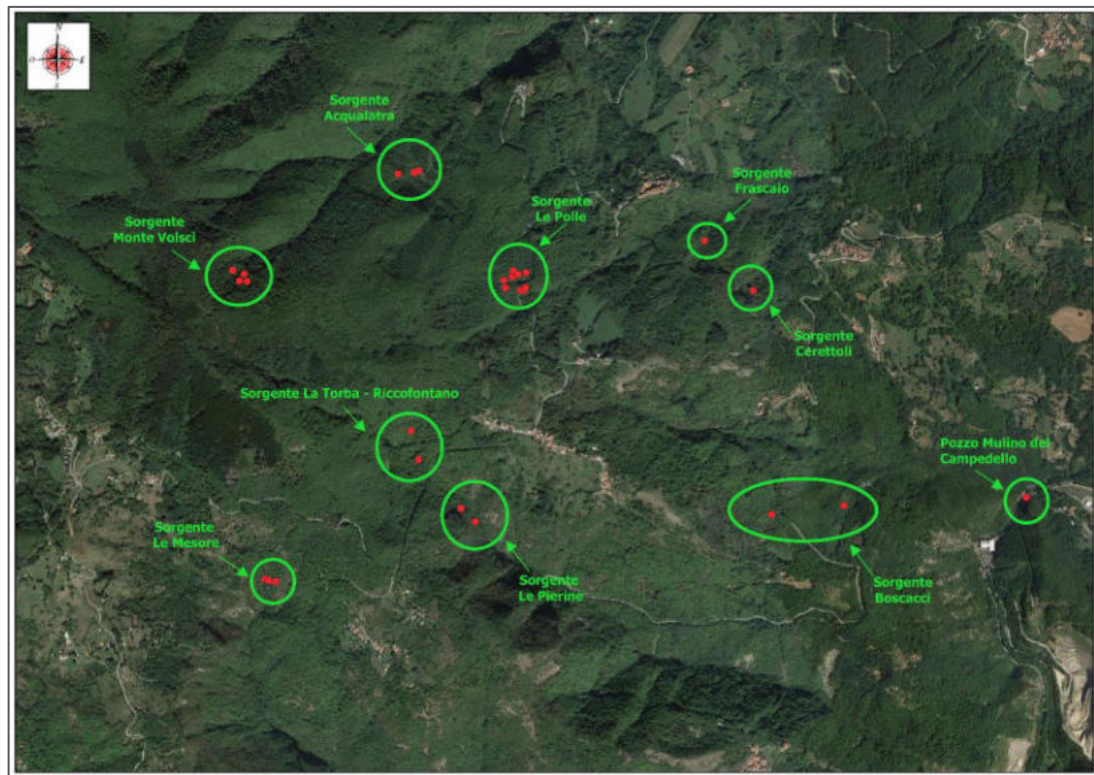 N
O
E
S
Sorgente
Acqualatra
Sorgente
Frascaio
Sorgente
Le Polle
Sorgente
Monte Volsci
Sorgente
Cerettoli
Sorgente La Torba - Riccofontano
Pozzo Mulino del
Campedello
Sorgente
Le Mesore
Sorgente
Le Pierine
Sorgente
Boscacci